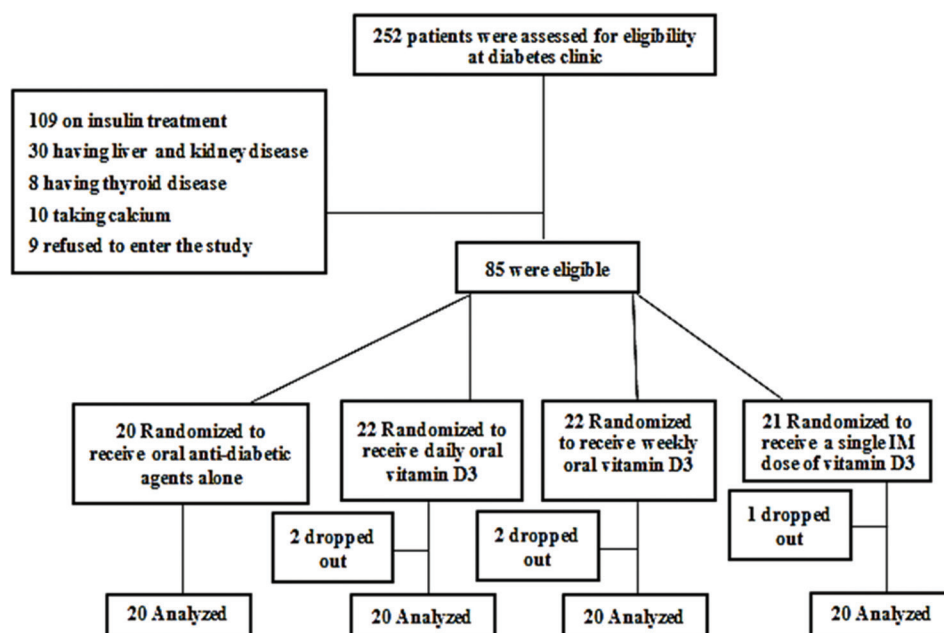 252 patients were assessed for eligibility
at diabetes clinic
109 on insulin treatment
30 having liver and kidney disease
8 having thyroid disease
10 taking calcium
9 refused to enter the study
85 were eligible
20 Randomized to
receive oral anti-diabetic
agents alone
22 Randomized to
receive daily oral
vitamin D3
22 Randomized
to receive weekly
oral vitamin D3
21 Randomized to
receive a single IM
dose of vitamin D3
2 dropped
out
2 dropped
out
1 dropped
out
20 Analyzed
20 Analyzed
20 Analyzed
20 Analyzed